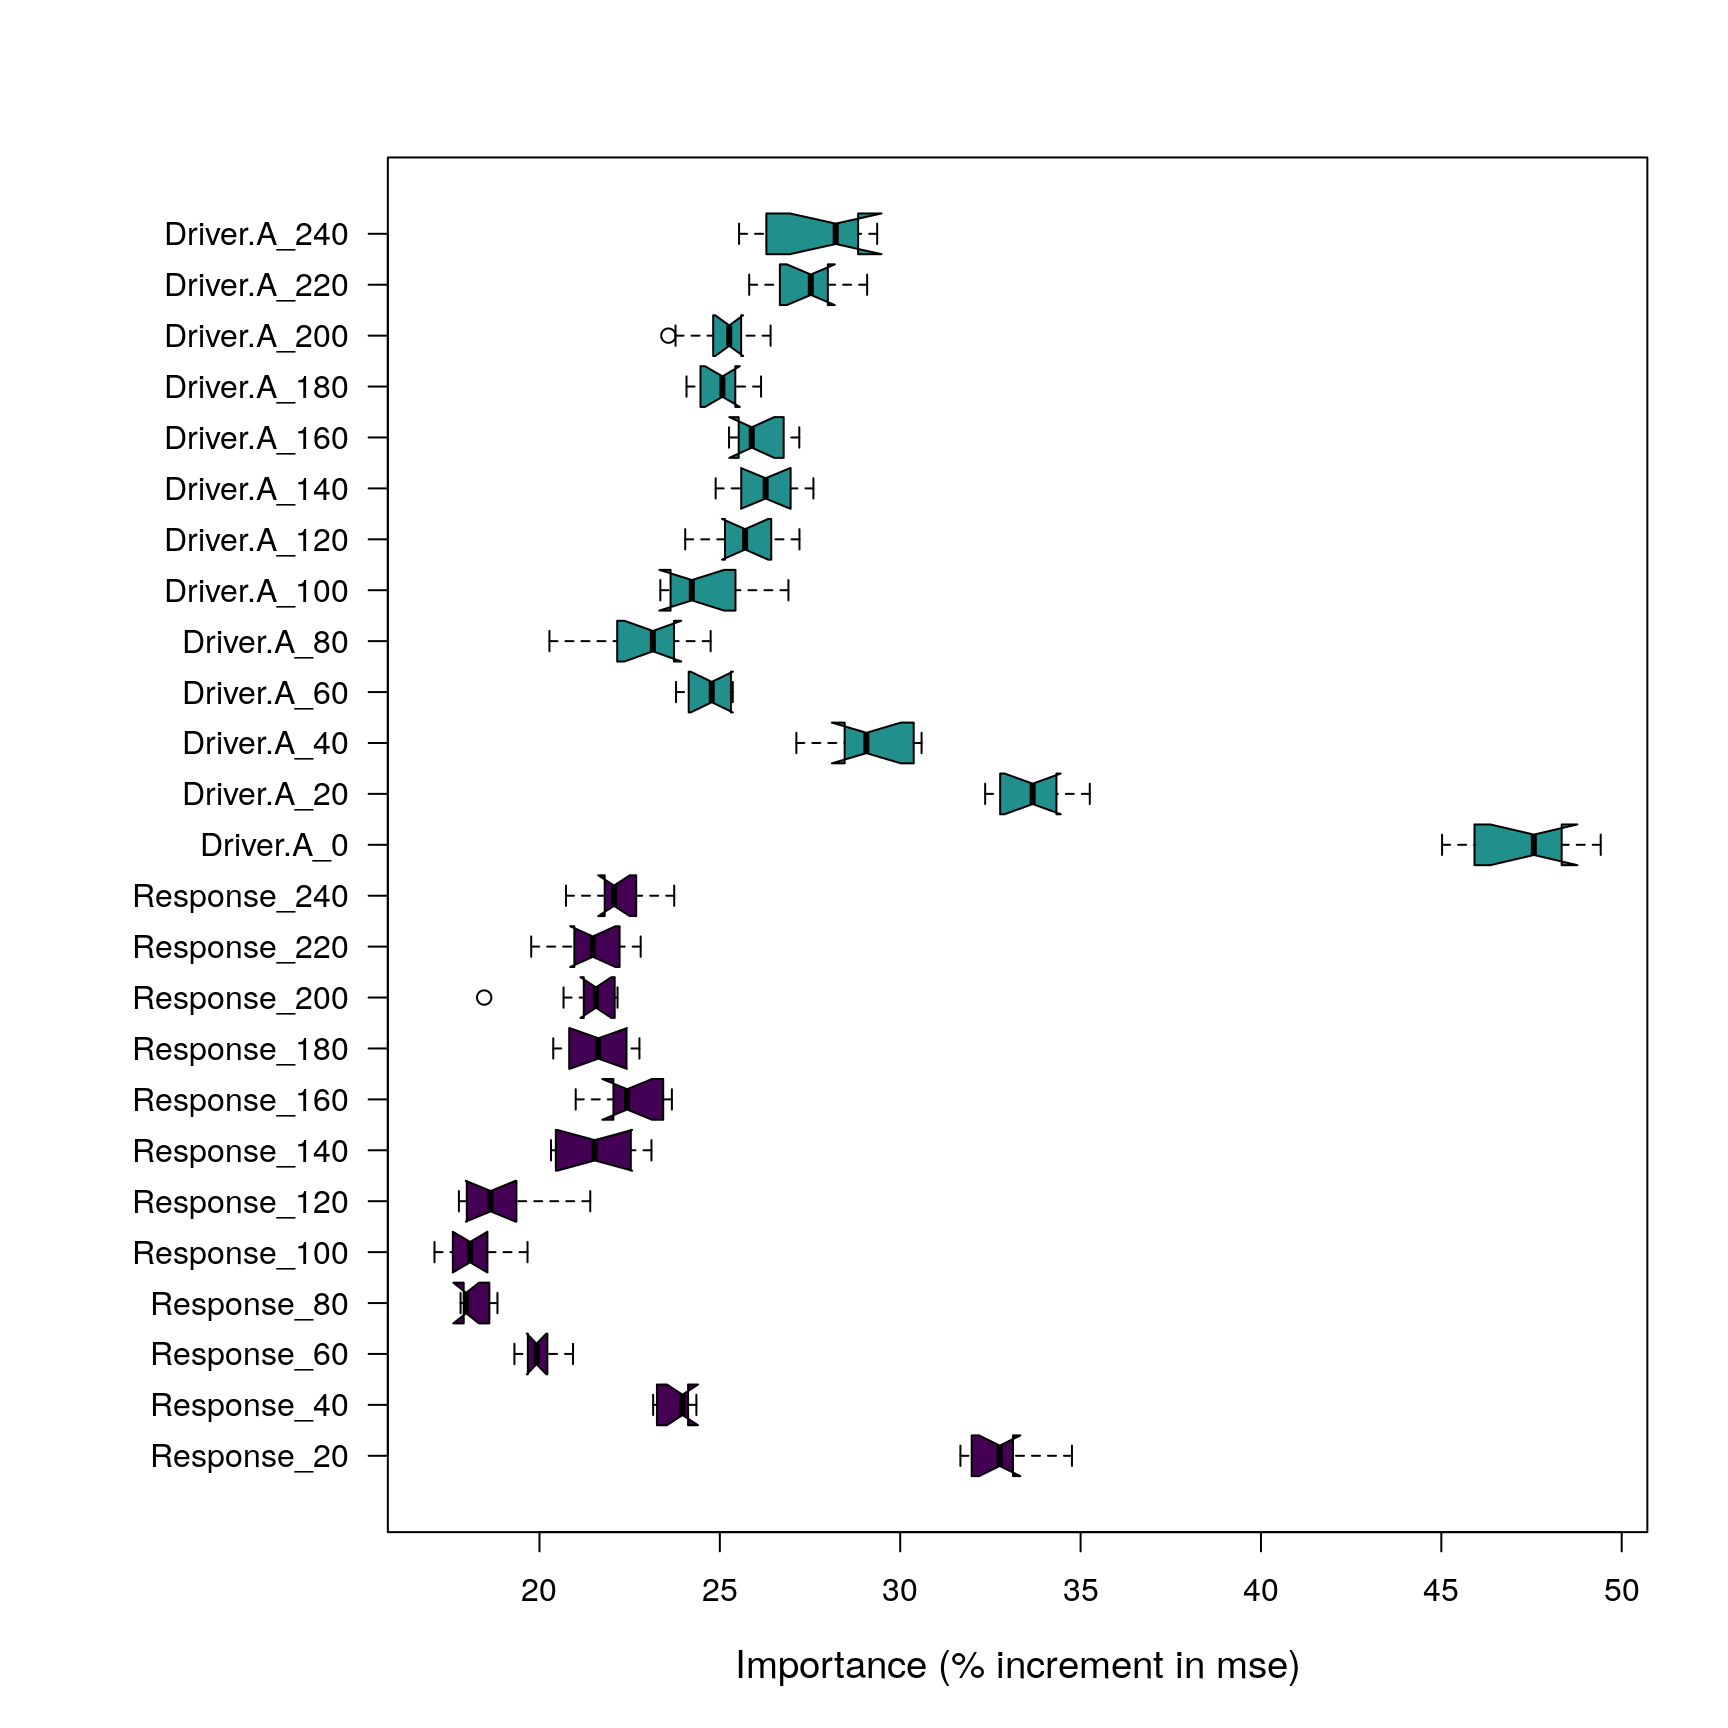 Driver.A_240
Driver.A_220
Driver.A_200
Driver.A_180
Driver.A_160
Driver.A_140
Driver.A_120
Driver.A_100
Driver.A_80
Driver.A_60
Driver.A_40
Driver.A_20
Driver.A_0
Response_240
Response_220
Response_200
Response_180
Response_160
Response_140
Response_120
Response_100
Response_80
Response_60
Response_40
Response_20
20 25 30 35 40 45 50
Importance (% increment in mse)